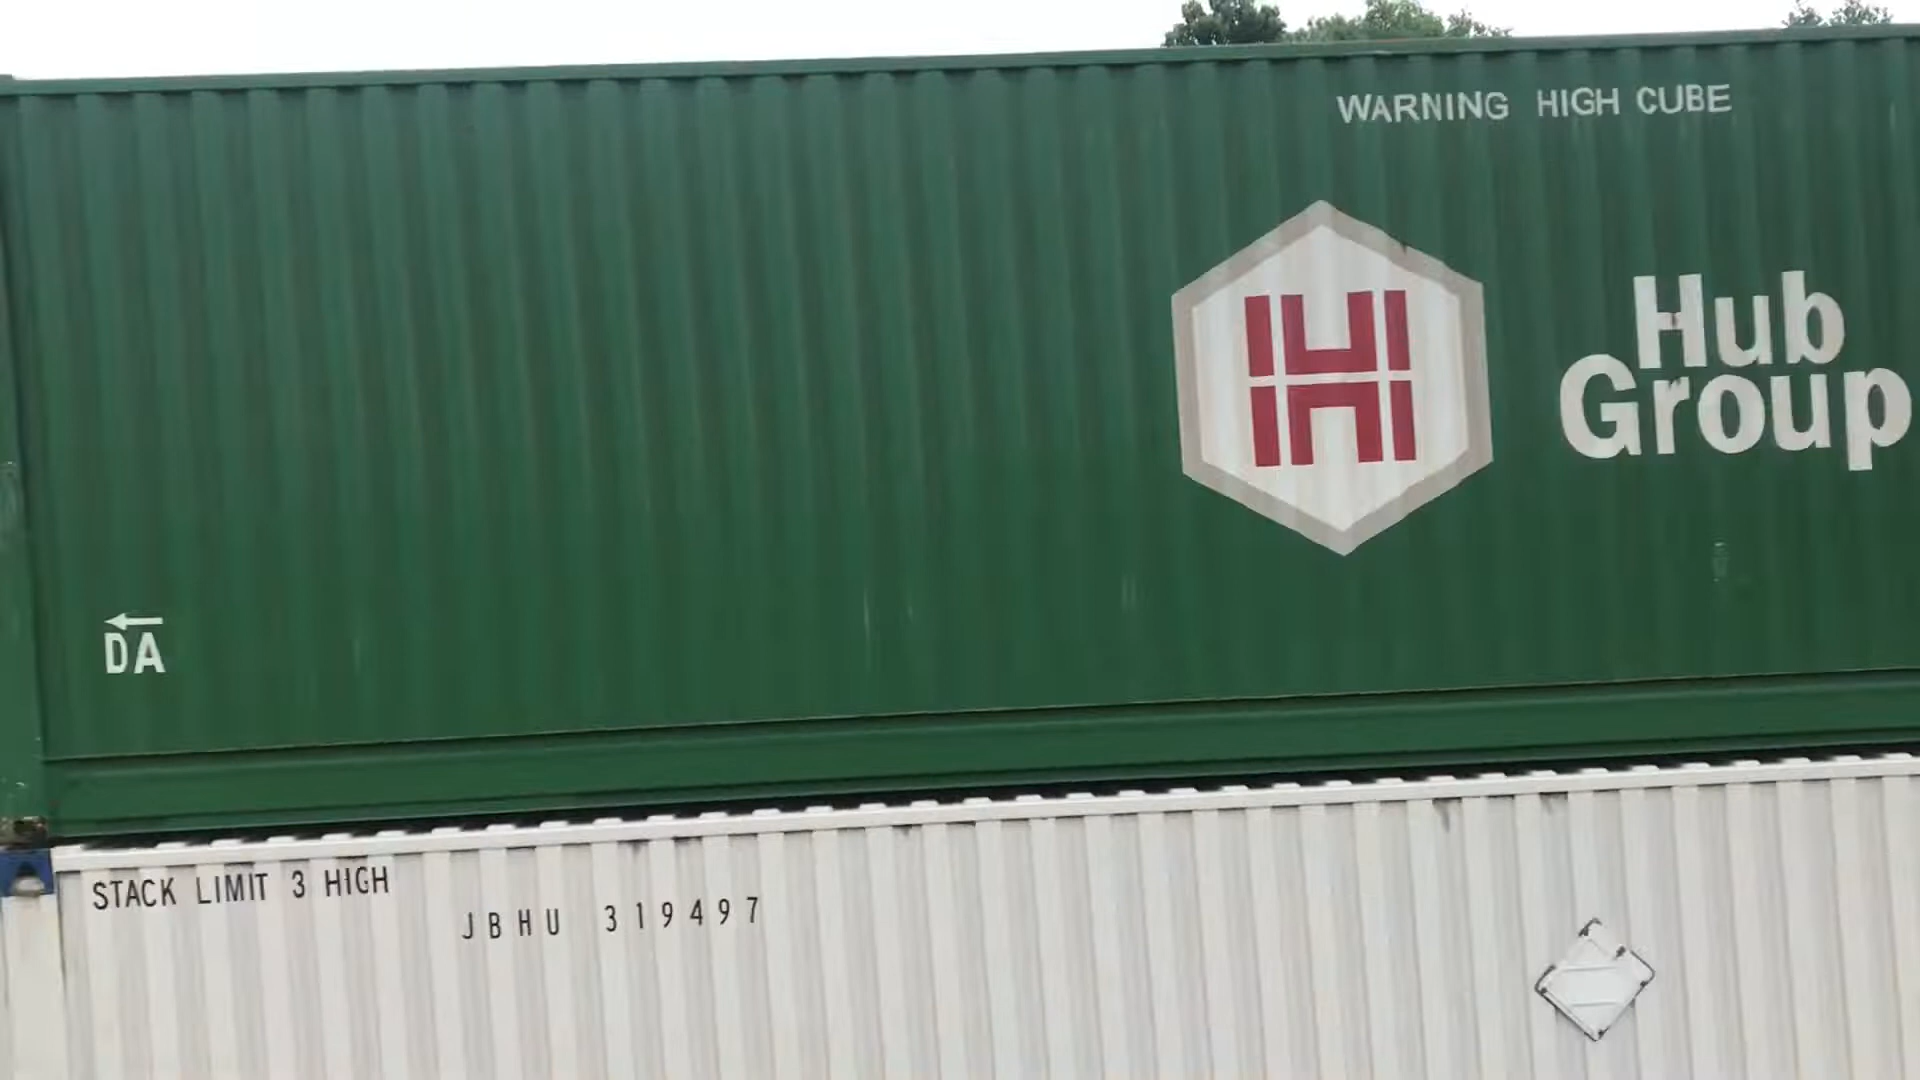 WARNING HIGH CUBE
Hub
Group
DA
STACK LIMIT 3 HIGH
JBHU 319497